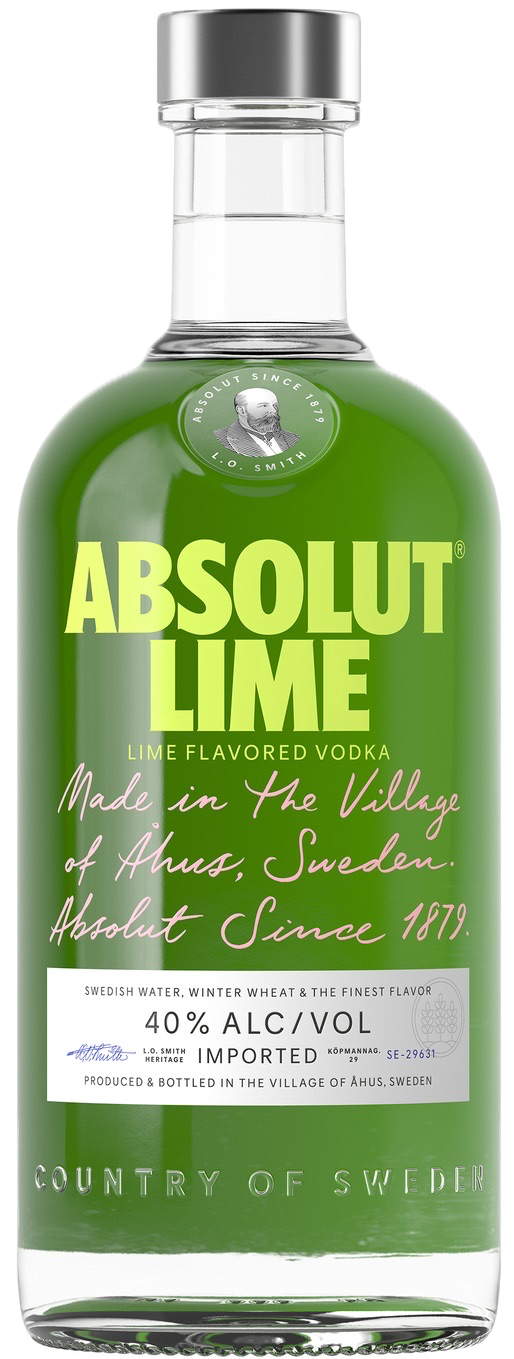 ABSOLUT SINCE 1879
L.O. SMITH
ABSOLUT®
LIME
LIME FLAVORED VODKA
Made in the Village
of Åhus, Sweden.
Absolut Since 1879.
SWEDISH WATER, WINTER WHEAT & THE FINEST FLAVOR
40% ALC/VOL
L.O. SMITH
HERITAGE
IMPORTED
KÖPMANNAG.
29
SE-29631
PRODUCED & BOTTLED IN THE VILLAGE OF ÅHUS, SWEDEN
COUNTRY OF SWEDEN